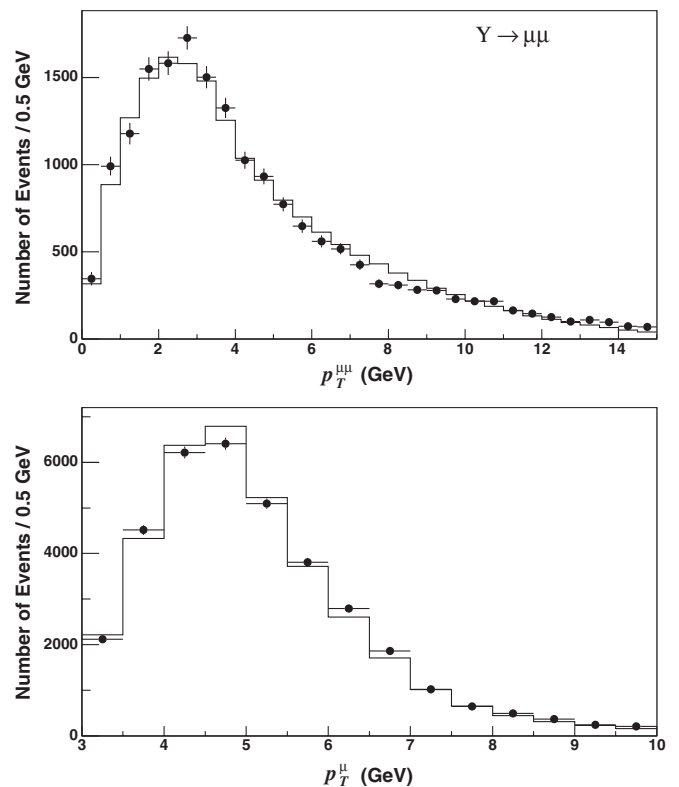 Υ → μμ
Number of Events / 0.5 GeV
1500
1000
500
0
0 2 4 6 8 10 12 14
p_T^{μμ} (GeV)
Number of Events / 0.5 GeV
6000
4000
2000
0
3 4 5 6 7 8 9 10
p_T^{μ} (GeV)